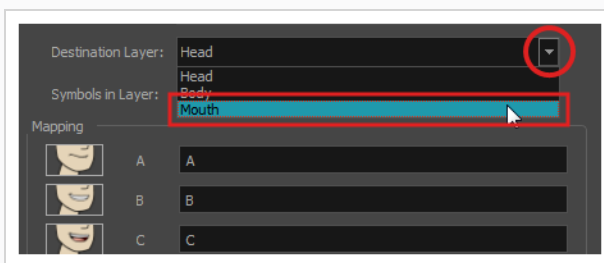 Destination Layer: Head
Head
Symbols in Layer: Body
Mouth
Mapping
A A
B B
C C